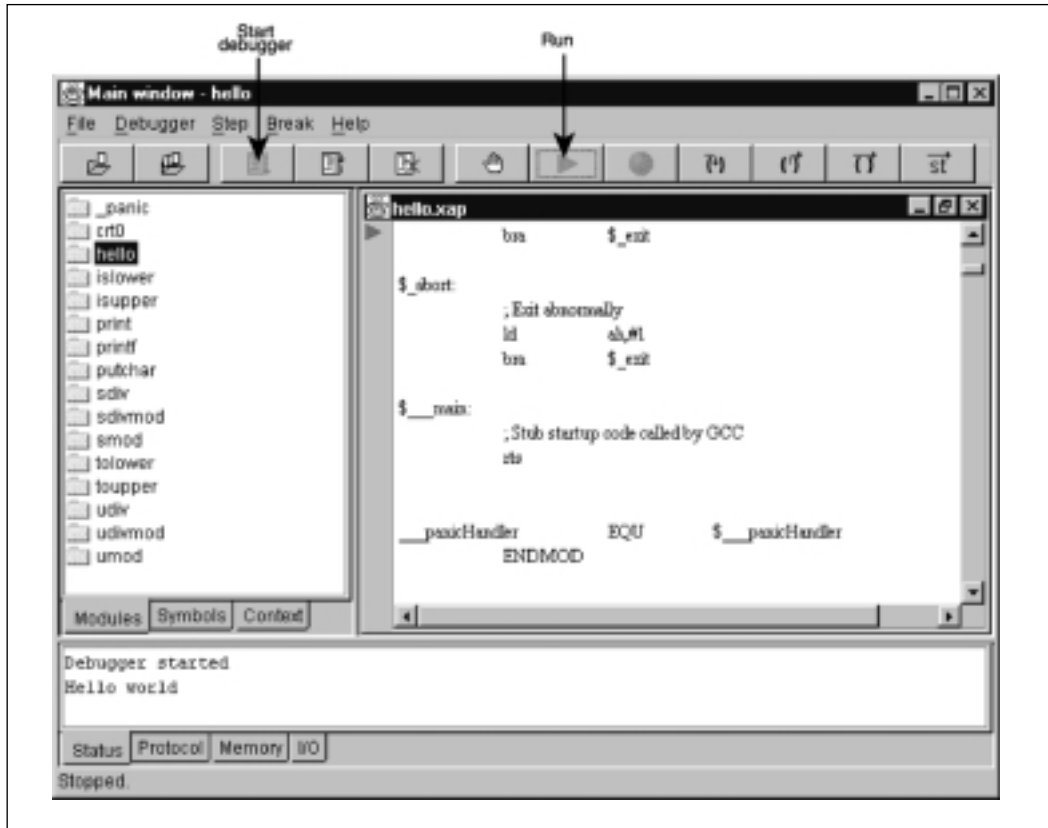 Start
debugger
Run
Main window - hello
File Debugger Step Break Help
_panic
crt0
hello
islower
isupper
print
printf
putchar
sdiv
sdivmod
smod
tolower
toupper
udiv
udivmod
umod
Modules Symbols Context
hello.xap
bra $_exit
$_abort:
; Exit abnormally
ld ah,#1
bra $_exit
$___main:
; Stub startup code called by GCC
rts
___panicHandler EQU $___panicHandler
ENDMOD
Debugger started
Hello world
Status Protocol Memory I/O
Stopped.